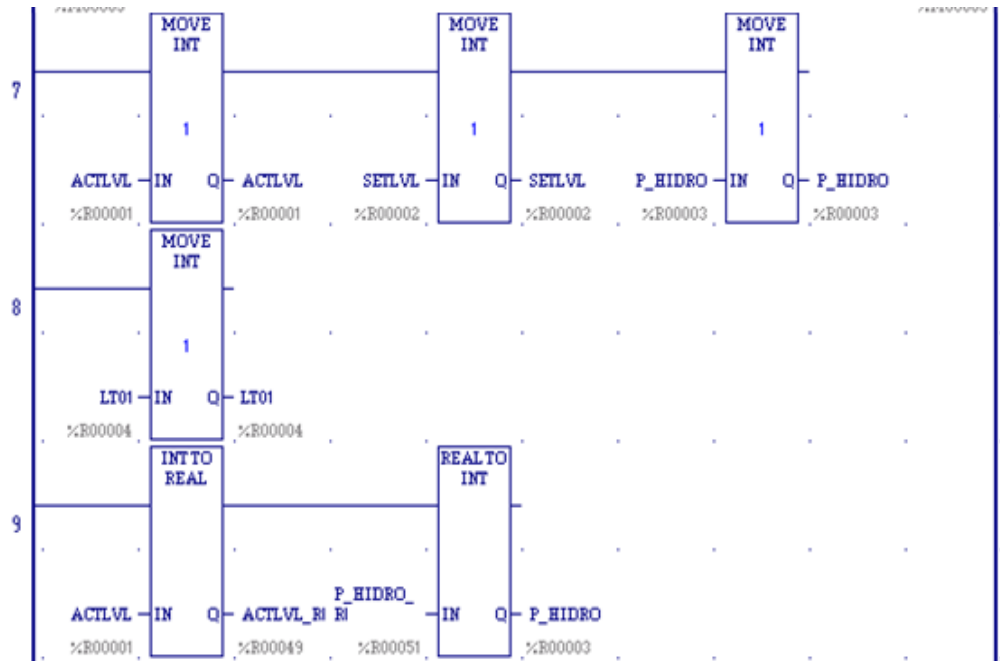 MOVE INT MOVE INT MOVE INT
7
1 1 1
ACTLVL IN Q ACTLVL SETLVL IN Q SETLVL P_HIDRO IN Q P_HIDRO
%R00001 %R00001 %R00002 %R00002 %R00003 %R00003
MOVE INT
8
1
LT01 IN Q LT01
%R00004 %R00004
INT TO REAL REAL TO INT
9
P_HIDRO_
ACTLVL IN Q ACTLVL_RI RI IN Q P_HIDRO
%R00001 %R00049 %R00051 %R00003